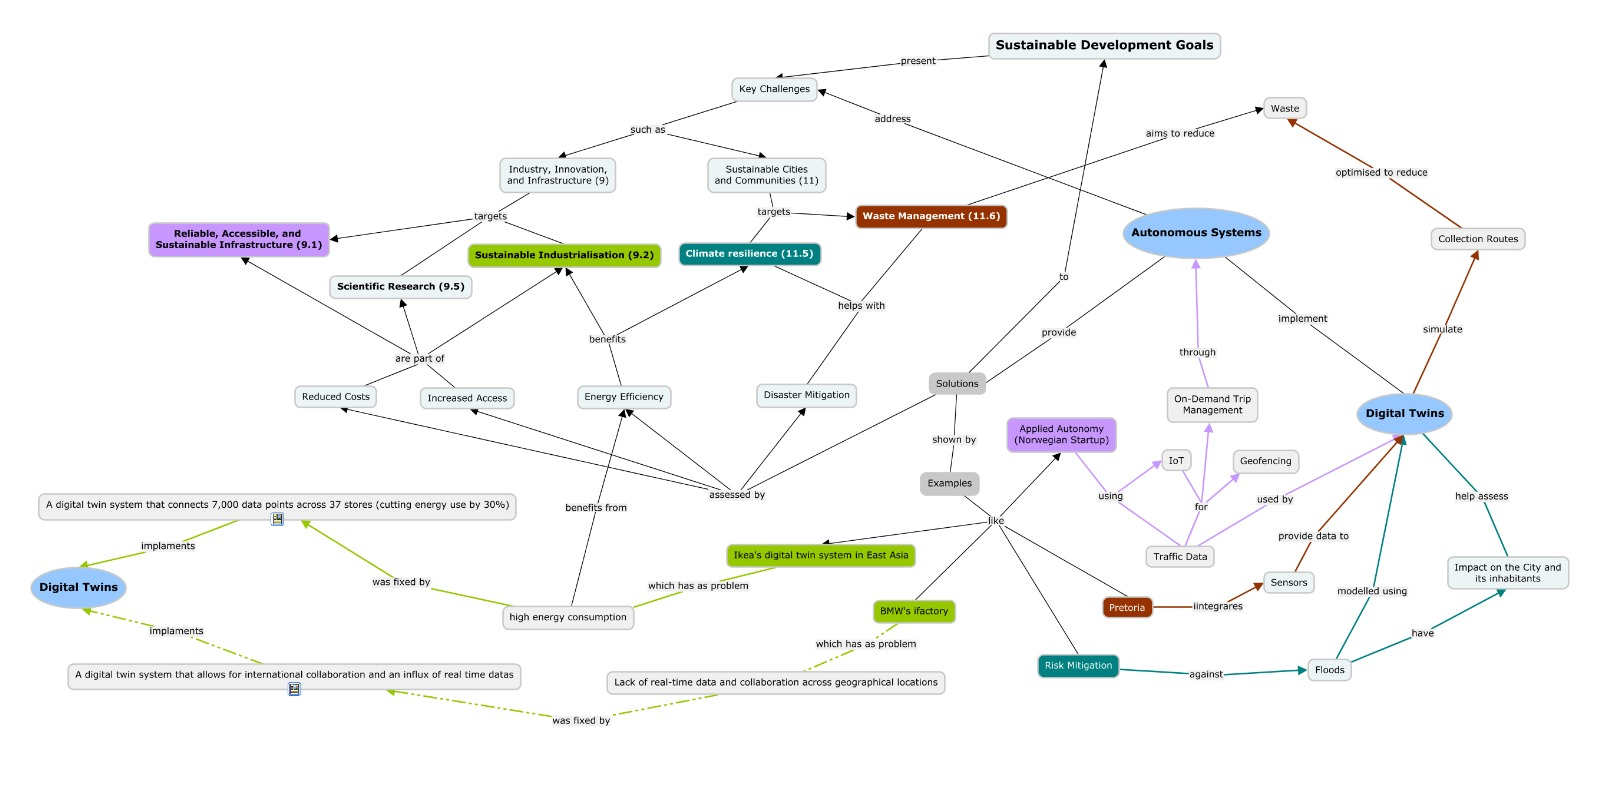 Sustainable Development Goals
present
Key Challenges
address
Waste
such as
aims to reduce
Industry, Innovation,
and Infrastructure (9)
Sustainable Cities
and Communities (11)
optimised to reduce
targets
targets
Waste Management (11.6)
Reliable, Accessible, and
Sustainable Infrastructure (9.1)
Autonomous Systems
Collection Routes
Sustainable Industrialisation (9.2)
Climate resilience (11.5)
Scientific Research (9.5)
to
helps with
implement
benefits
provide
simulate
are part of
through
Reduced Costs
Increased Access
Energy Efficiency
Disaster Mitigation
Solutions
On-Demand Trip
Management
Digital Twins
Applied Autonomy
(Norwegian Startup)
shown by
IoT
Geofencing
Examples
assessed by
using
for
used by
help assess
A digital twin system that connects 7,000 data points across 37 stores (cutting energy use by 30%)
benefits from
like
provide data to
implaments
Ikea's digital twin system in East Asia
Traffic Data
Impact on the City and
its inhabitants
was fixed by
which has as problem
Sensors
Digital Twins
modelled using
high energy consumption
BMW's ifactory
Pretoria
iintegrares
implaments
which has as problem
have
Risk Mitigation
against
Floods
A digital twin system that allows for international collaboration and an influx of real time datas
Lack of real-time data and collaboration across geographical locations
was fixed by